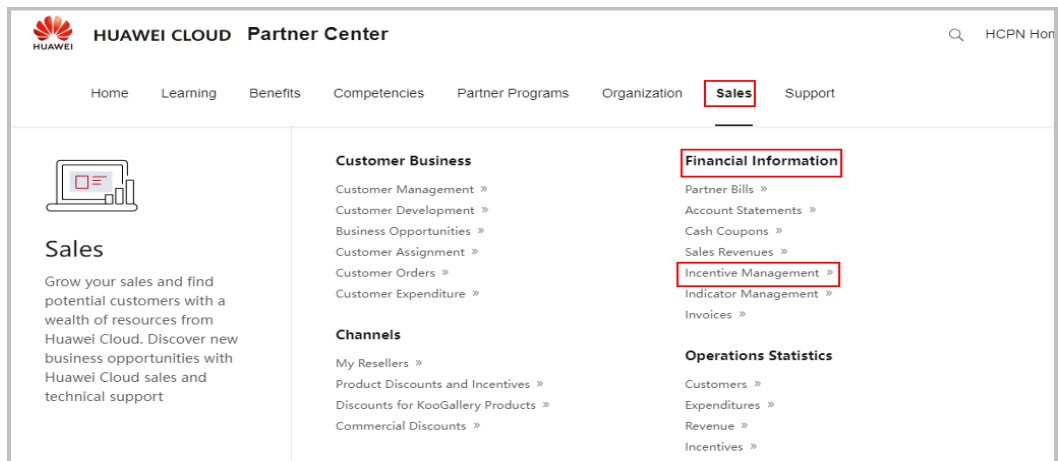 HUAWEI
HUAWEI CLOUD Partner Center
HCPN Hom
Home Learning Benefits Competencies Partner Programs Organization Sales Support
Sales
Grow your sales and find
potential customers with a
wealth of resources from
Huawei Cloud. Discover new
business opportunities with
Huawei Cloud sales and
technical support
Customer Business
Customer Management »
Customer Development »
Business Opportunities »
Customer Assignment »
Customer Orders »
Customer Expenditure »
Channels
My Resellers »
Product Discounts and Incentives »
Discounts for KooGallery Products »
Commercial Discounts »
Financial Information
Partner Bills »
Account Statements »
Cash Coupons »
Sales Revenues »
Incentive Management »
Indicator Management »
Invoices »
Operations Statistics
Customers »
Expenditures »
Revenue »
Incentives »